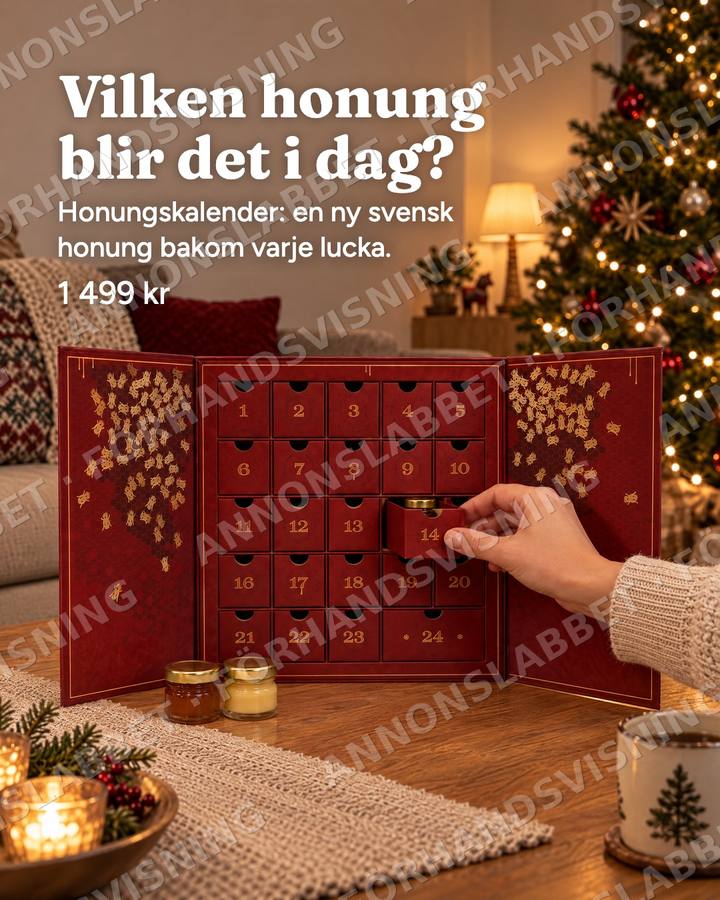 Vilken honung
blir det i dag?
Honungskalender: en ny svensk
honung bakom varje lucka.
1 499 kr
1 2 3 4 5
6 7 8 9 10
11 12 13 14
16 17 18 19 20
21 22 23 24
ANNONSLABBET · FÖRHANDSVISNING